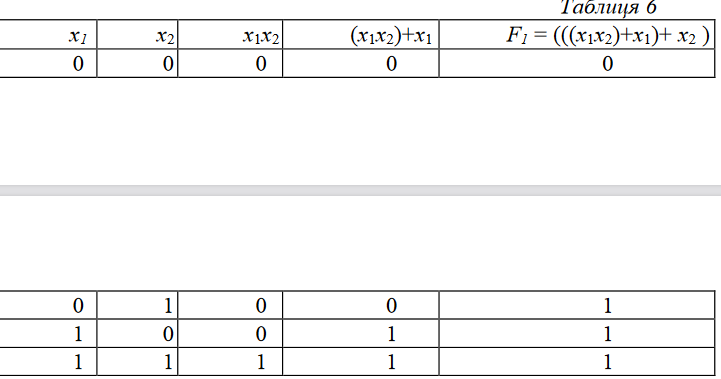 Таблиця 6
x₁ x₂ x₁x₂ (x₁x₂)+x₁ F₁ = (((x₁x₂)+x₁)+ x₂ )
0 0 0 0 0
0 1 0 0 1
1 0 0 1 1
1 1 1 1 1